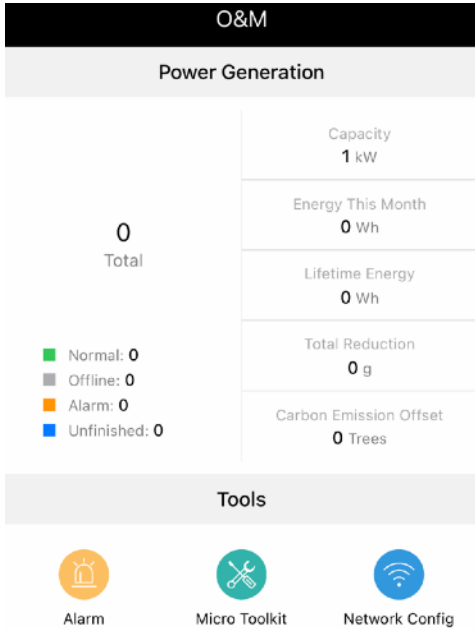 O&M
Power Generation
0
Total
Normal: 0
Offline: 0
Alarm: 0
Unfinished: 0
Capacity
1 kW
Energy This Month
0 Wh
Lifetime Energy
0 Wh
Total Reduction
0 g
Carbon Emission Offset
0 Trees
Tools
Alarm
Micro Toolkit
Network Config